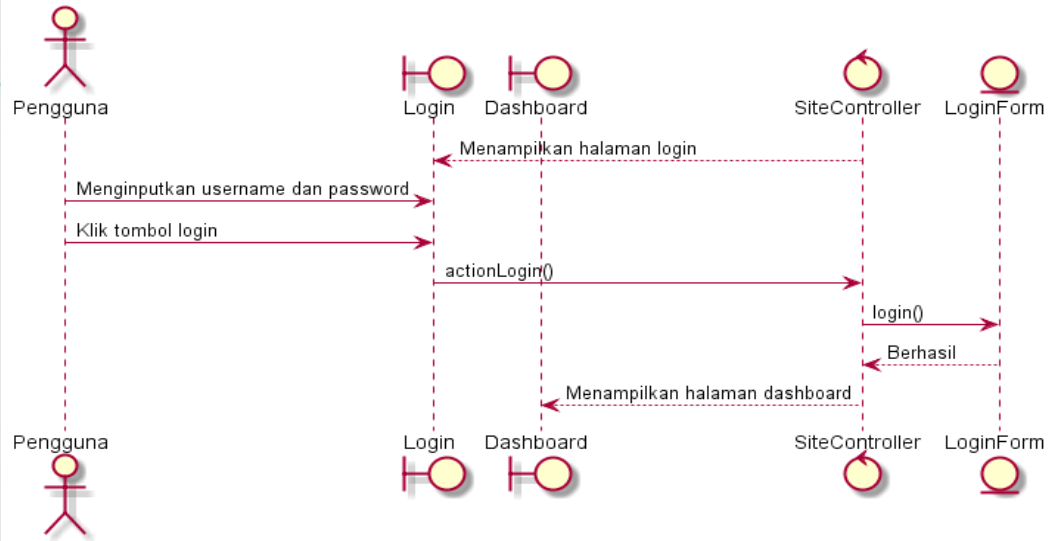 Pengguna
Login
Dashboard
SiteController
LoginForm
Menampilkan halaman login
Menginputkan username dan password
Klik tombol login
actionLogin()
login()
Berhasil
Menampilkan halaman dashboard
Pengguna
Login
Dashboard
SiteController
LoginForm